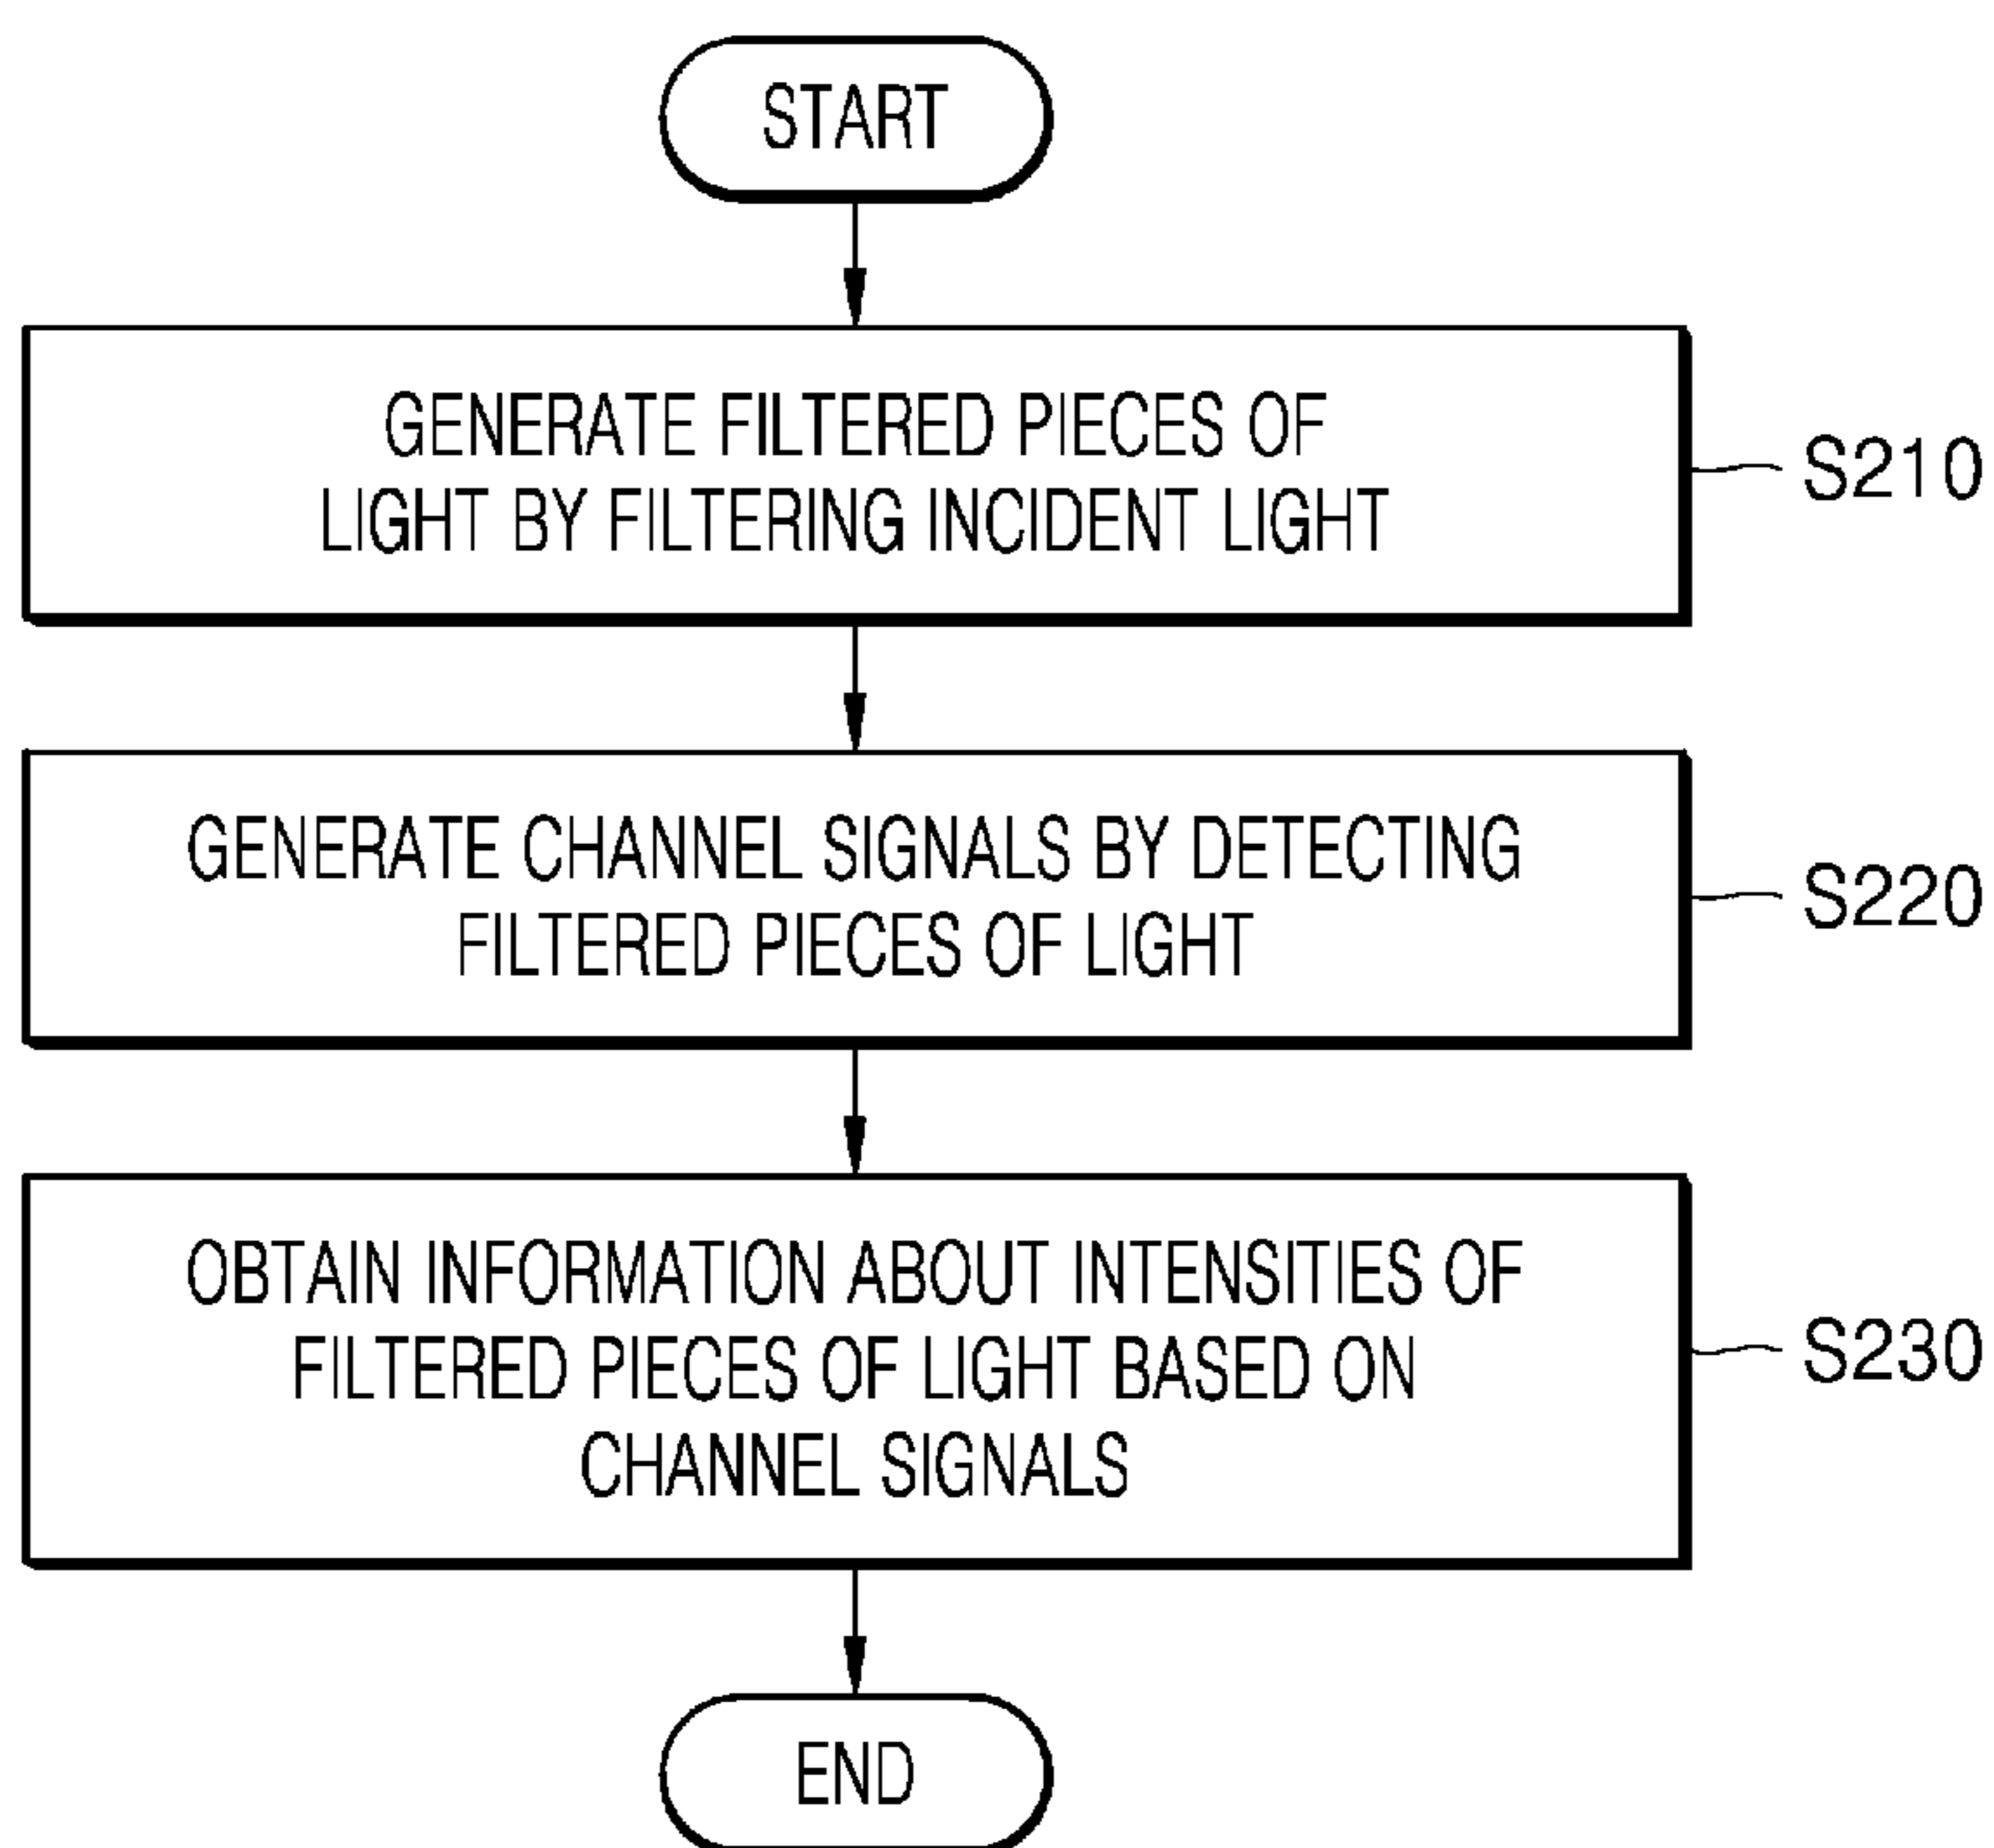 START
GENERATE FILTERED PIECES OF
LIGHT BY FILTERING INCIDENT LIGHT
S210
GENERATE CHANNEL SIGNALS BY DETECTING
FILTERED PIECES OF LIGHT
S220
OBTAIN INFORMATION ABOUT INTENSITIES OF
FILTERED PIECES OF LIGHT BASED ON
CHANNEL SIGNALS
S230
END